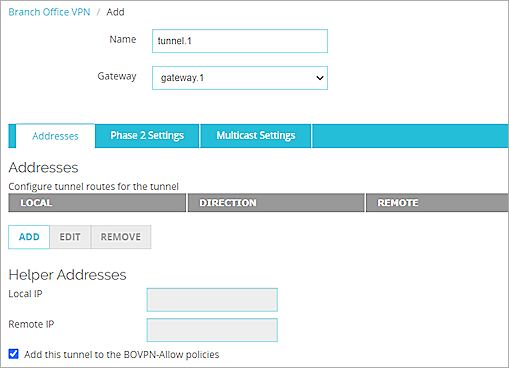 Branch Office VPN / Add
Name tunnel.1
Gateway gateway.1
Addresses Phase 2 Settings Multicast Settings
Addresses
Configure tunnel routes for the tunnel
LOCAL DIRECTION REMOTE
ADD EDIT REMOVE
Helper Addresses
Local IP
Remote IP
Add this tunnel to the BOVPN-Allow policies